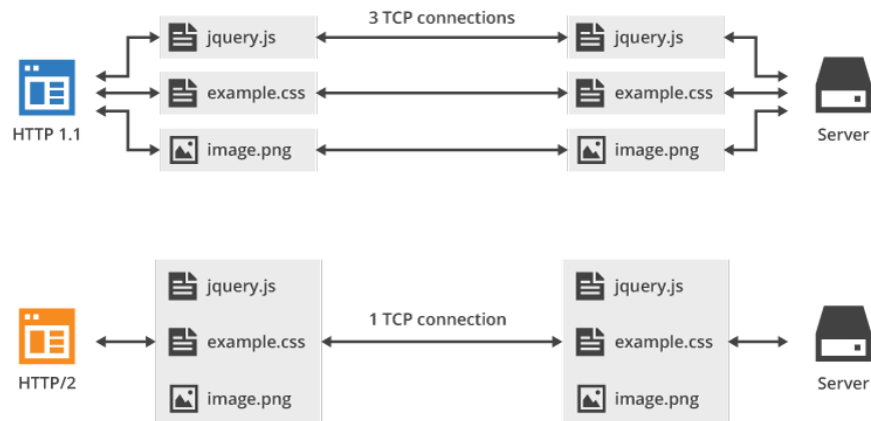 3 TCP connections
jquery.js
jquery.js
example.css
example.css
HTTP 1.1
image.png
image.png
Server
jquery.js
jquery.js
1 TCP connection
example.css
example.css
HTTP/2
image.png
image.png
Server